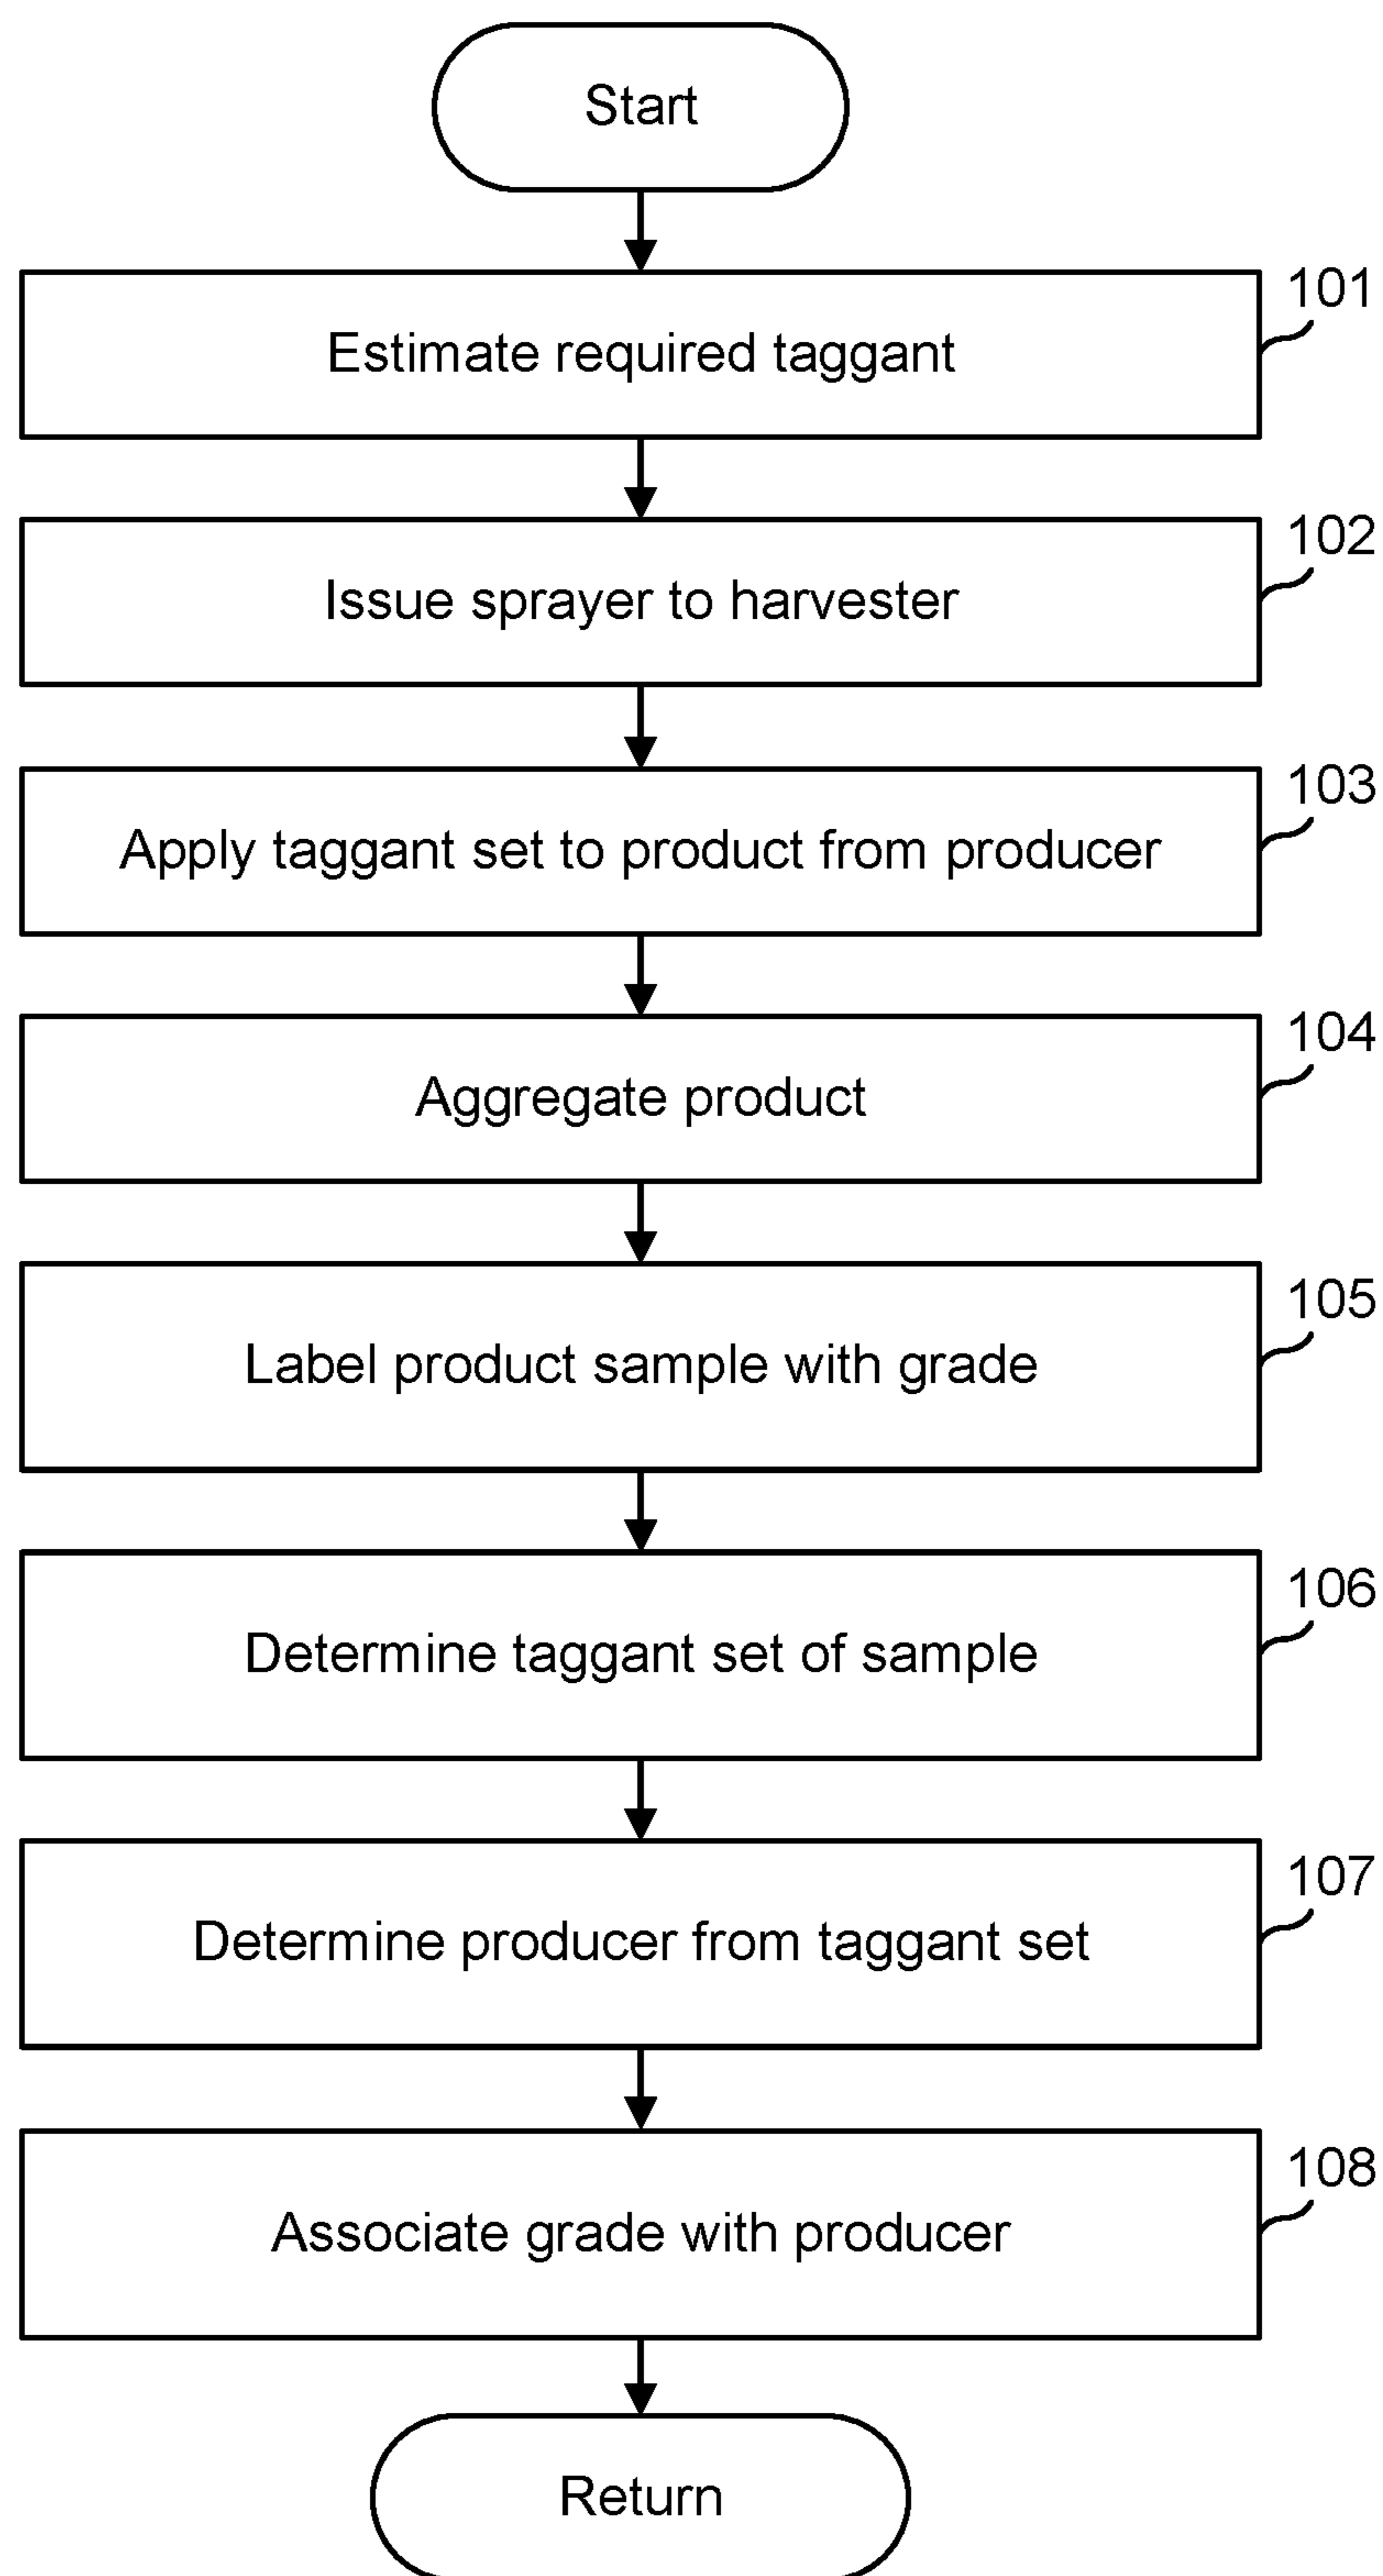 Start
101
Estimate required taggant
102
Issue sprayer to harvester
103
Apply taggant set to product from producer
104
Aggregate product
105
Label product sample with grade
106
Determine taggant set of sample
107
Determine producer from taggant set
108
Associate grade with producer
Return